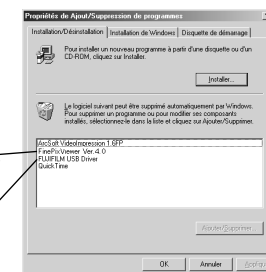 Propriétés de Ajout/Suppression de programmes
Installation/Désinstallation
Installation de Windows
Disquette de démarrage
Pour installer un nouveau programme à partir d'une disquette ou d'un
CD-ROM, cliquez sur Installer.
Installer...
Le logiciel suivant peut être supprimé automatiquement par Windows.
Pour supprimer un programme ou pour modifier ses composants
installés, sélectionnez-le dans la liste et cliquez sur Ajouter/Supprimer.
ArcSoft VideoImpression 1.6FP
FinePixViewer Ver.4.0
FUJIFILM USB Driver
QuickTime
Ajouter/Supprimer...
OK
Annuler
Appliqu